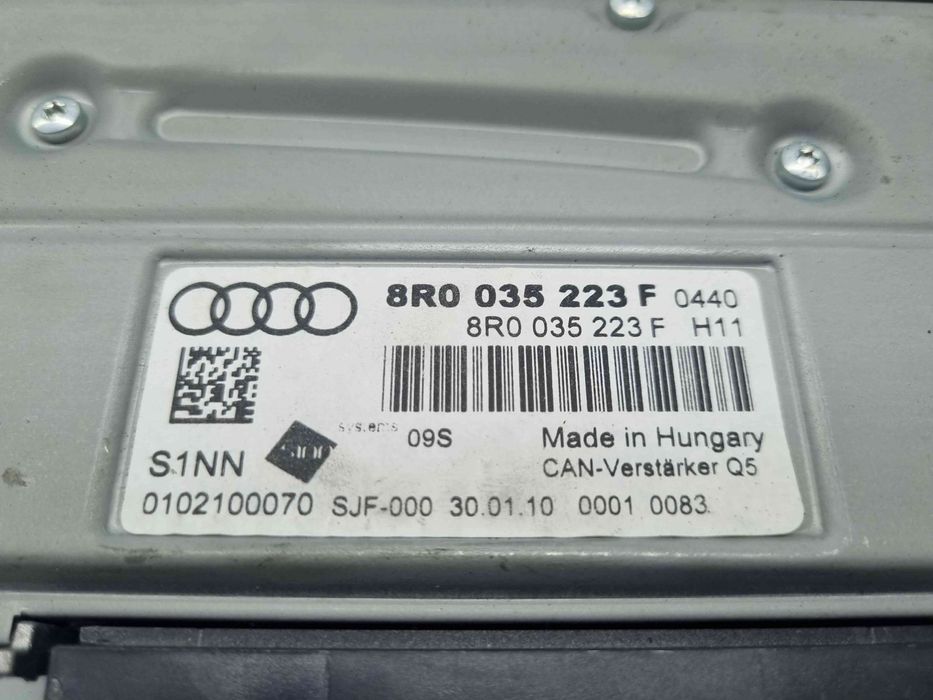 8R0 035 223 F 0440
8R0 035 223 F H11
systems 09S Made in Hungary
S1NN CAN-Verstärker Q5
0102100070 SJF-000 30.01.10 0001 0083